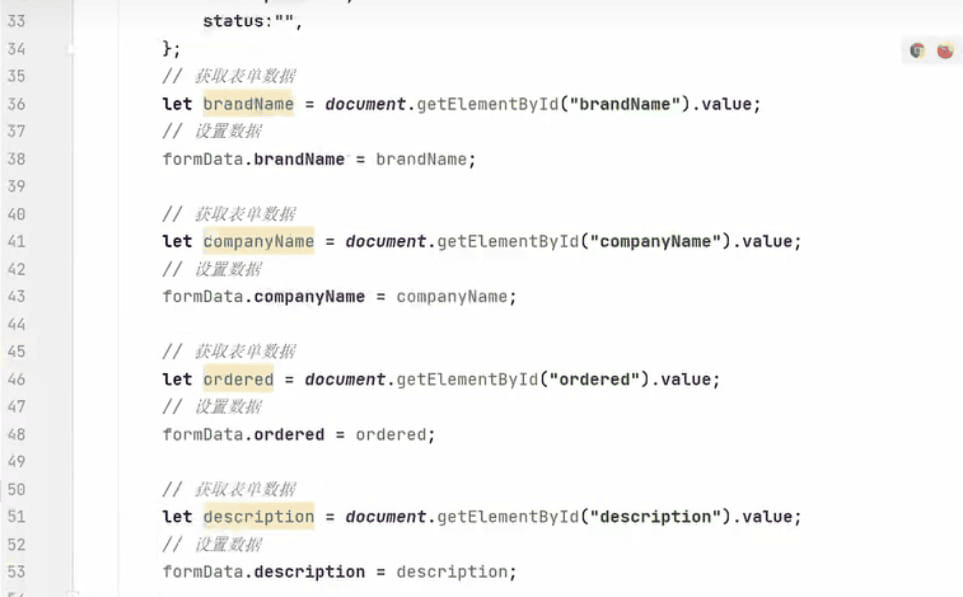 33 status:"",
34 };
35 // 获取表单数据
36 let brandName = document.getElementById("brandName").value;
37 // 设置数据
38 formData.brandName = brandName;
39
40 // 获取表单数据
41 let companyName = document.getElementById("companyName").value;
42 // 设置数据
43 formData.companyName = companyName;
44
45 // 获取表单数据
46 let ordered = document.getElementById("ordered").value;
47 // 设置数据
48 formData.ordered = ordered;
49
50 // 获取表单数据
51 let description = document.getElementById("description").value;
52 // 设置数据
53 formData.description = description;